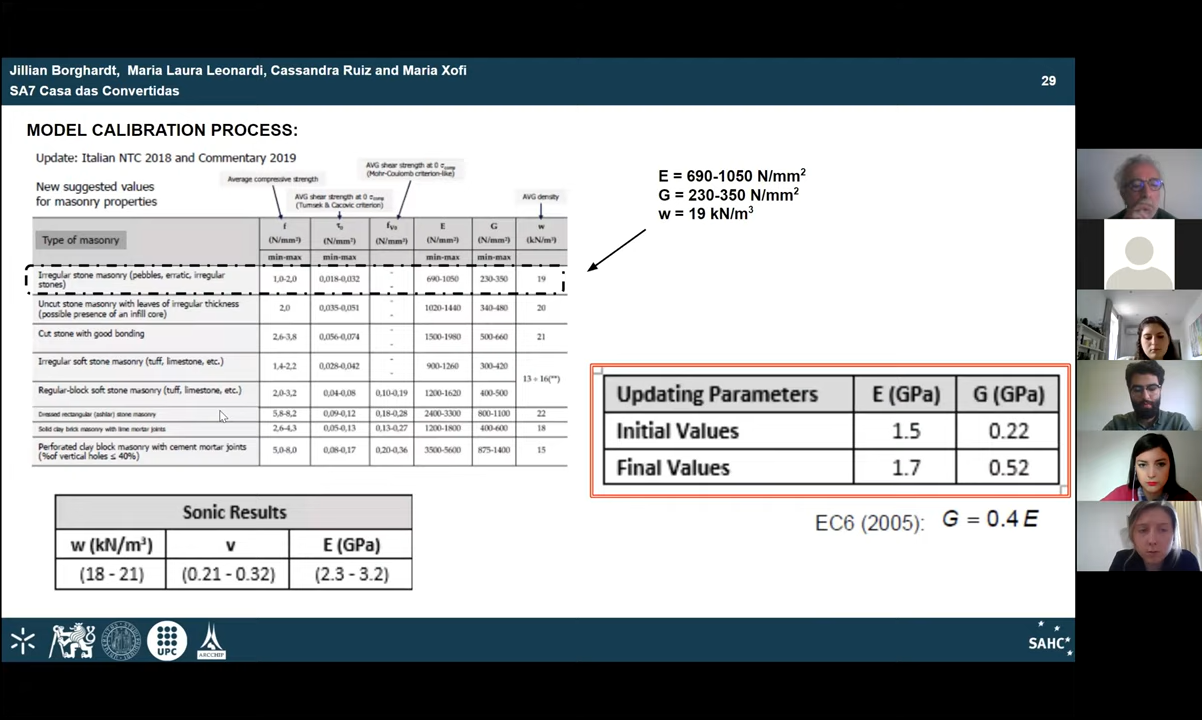 Jillian Borghardt, Maria Laura Leonardi, Cassandra Ruiz and Maria Xofi
SA7 Casa das Convertidas
29
MODEL CALIBRATION PROCESS:
Update: Italian NTC 2018 and Commentary 2019
New suggested values
for masonry properties
Average compressive strength
AVG shear strength at 0 σcomp
(Turnsek & Cacovic criterion)
AVG shear strength at 0 σcomp
(Mohr-Coulomb criterion-like)
AVG density
Type of masonry
f τ0 fV0 E G w
(N/mm²) (N/mm²) (N/mm²) (N/mm²) (N/mm²) (kN/m³)
min-max min-max min-max min-max
Irregular stone masonry (pebbles, erratic, irregular
stones) 1,0-2,0 0,018-0,032 - - 690-1050 230-350 19
Uncut stone masonry with leaves of irregular thickness
(possible presence of an infill core) 2,0 0,035-0,051 - - 1020-1440 340-480 20
Cut stone with good bonding 2,6-3,8 0,056-0,074 - - 1500-1980 500-660 21
Irregular soft stone masonry (tuff, limestone, etc.) 1,4-2,2 0,028-0,042 - - 900-1260 300-420 13 ÷ 16(**)
Regular-block soft stone masonry (tuff, limestone, etc.) 2,0-3,2 0,04-0,08 0,10-0,19 1200-1620 400-500
Dressed rectangular (ashlar) stone masonry 5,8-8,2 0,09-0,12 0,18-0,28 2400-3300 800-1100 22
Solid clay brick masonry with lime mortar joints 2,6-4,3 0,05-0,13 0,13-0,27 1200-1800 400-600 18
Perforated clay block masonry with cement mortar joints
(%of vertical holes ≤ 40%) 5,0-8,0 0,08-0,17 0,20-0,36 3500-5600 875-1400 15
E = 690-1050 N/mm²
G = 230-350 N/mm²
w = 19 kN/m³
Updating Parameters E (GPa) G (GPa)
Initial Values 1.5 0.22
Final Values 1.7 0.52
EC6 (2005): G = 0.4 E
Sonic Results
w (kN/m³) v E (GPa)
(18 - 21) (0.21 - 0.32) (2.3 - 3.2)
UPC
ARCCHIP
SAHC